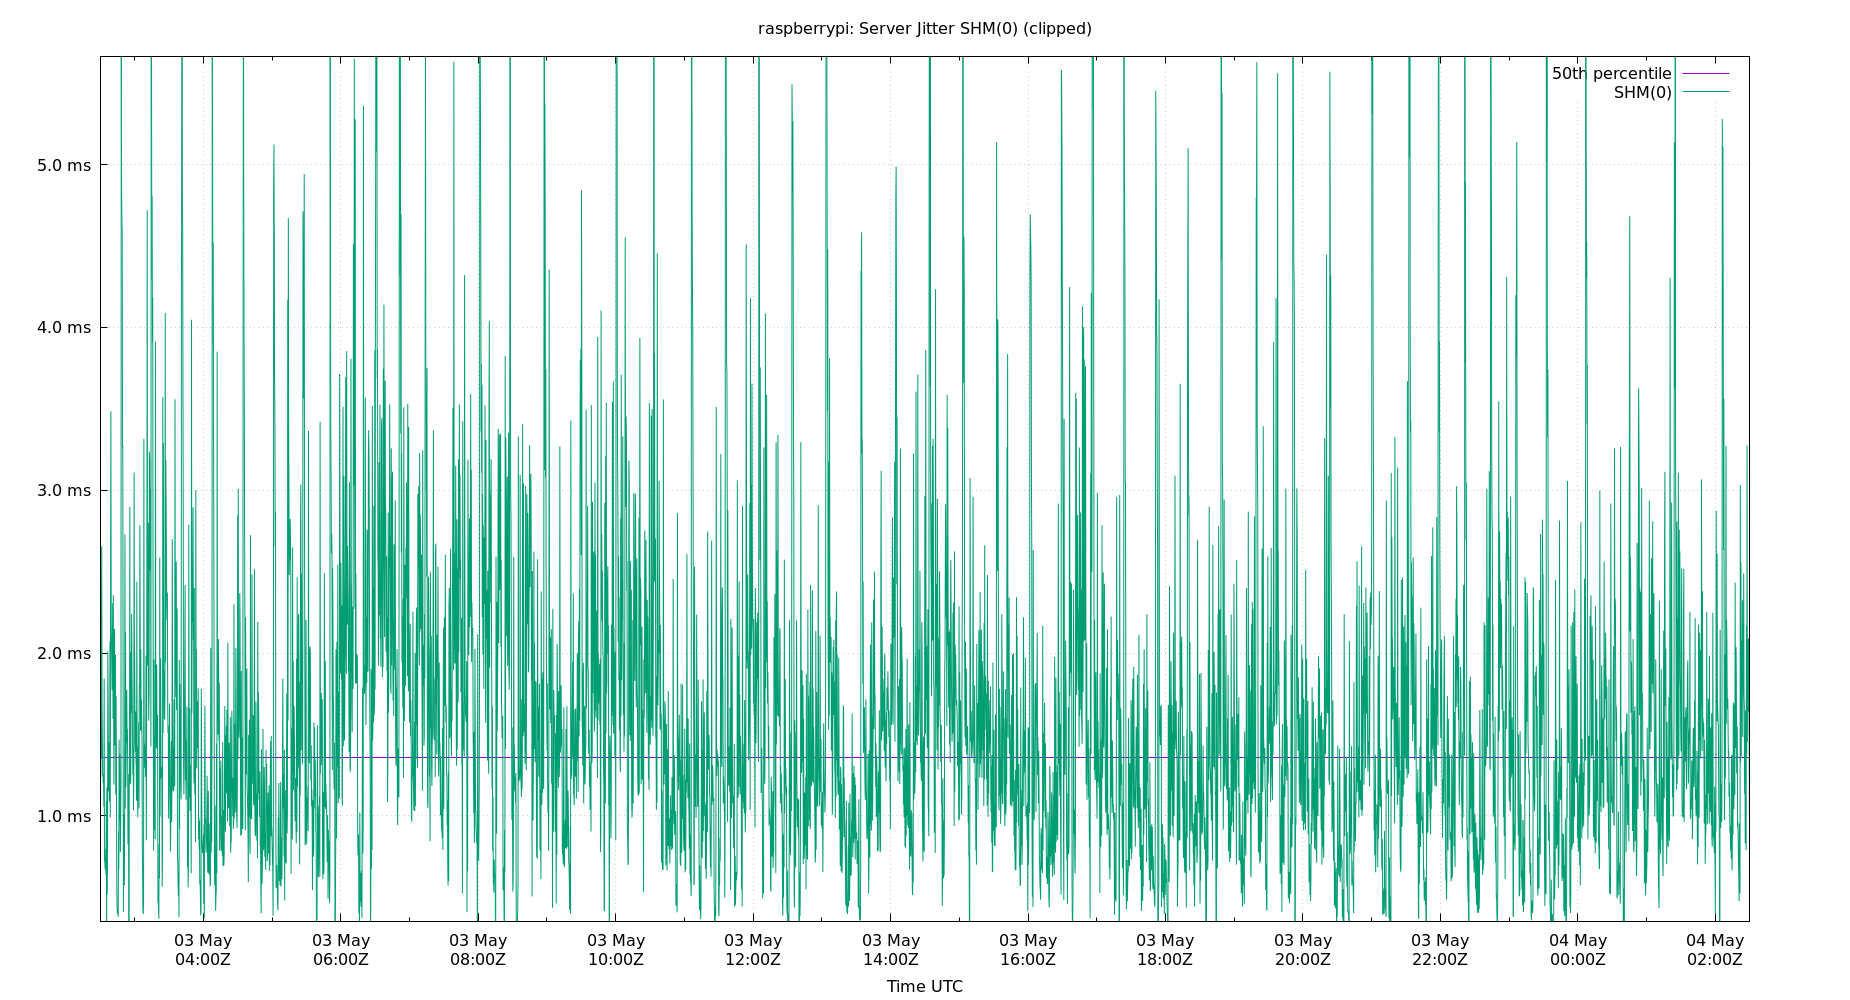 raspberrypi: Server Jitter SHM(0) (clipped)
50th percentile
SHM(0)
5.0 ms
4.0 ms
3.0 ms
2.0 ms
1.0 ms
03 May 03 May 03 May 03 May 03 May 03 May 03 May 03 May 03 May 03 May 04 May 04 May
04:00Z 06:00Z 08:00Z 10:00Z 12:00Z 14:00Z 16:00Z 18:00Z 20:00Z 22:00Z 00:00Z 02:00Z
Time UTC